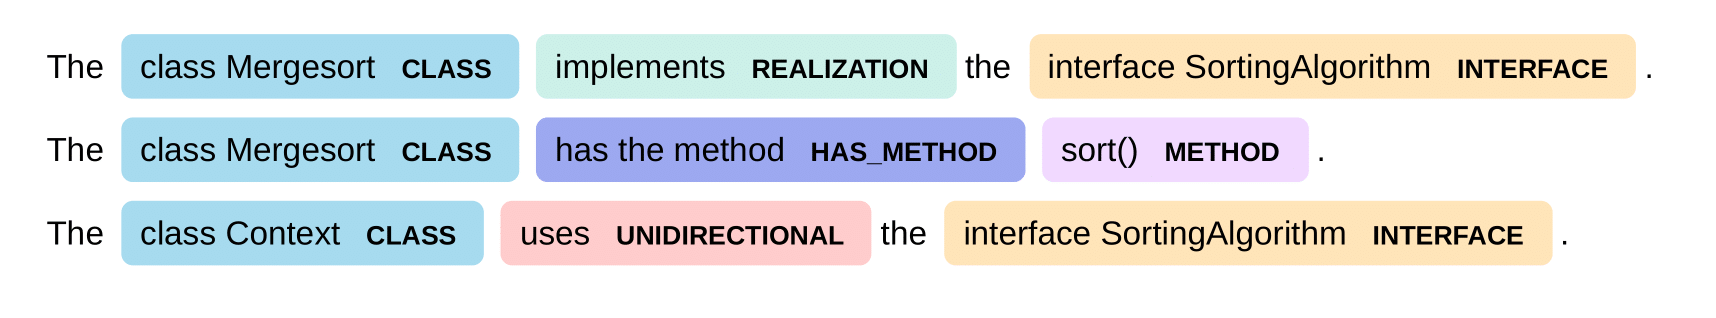 The class Mergesort CLASS implements REALIZATION the interface SortingAlgorithm INTERFACE .
The class Mergesort CLASS has the method HAS_METHOD sort() METHOD .
The class Context CLASS uses UNIDIRECTIONAL the interface SortingAlgorithm INTERFACE .